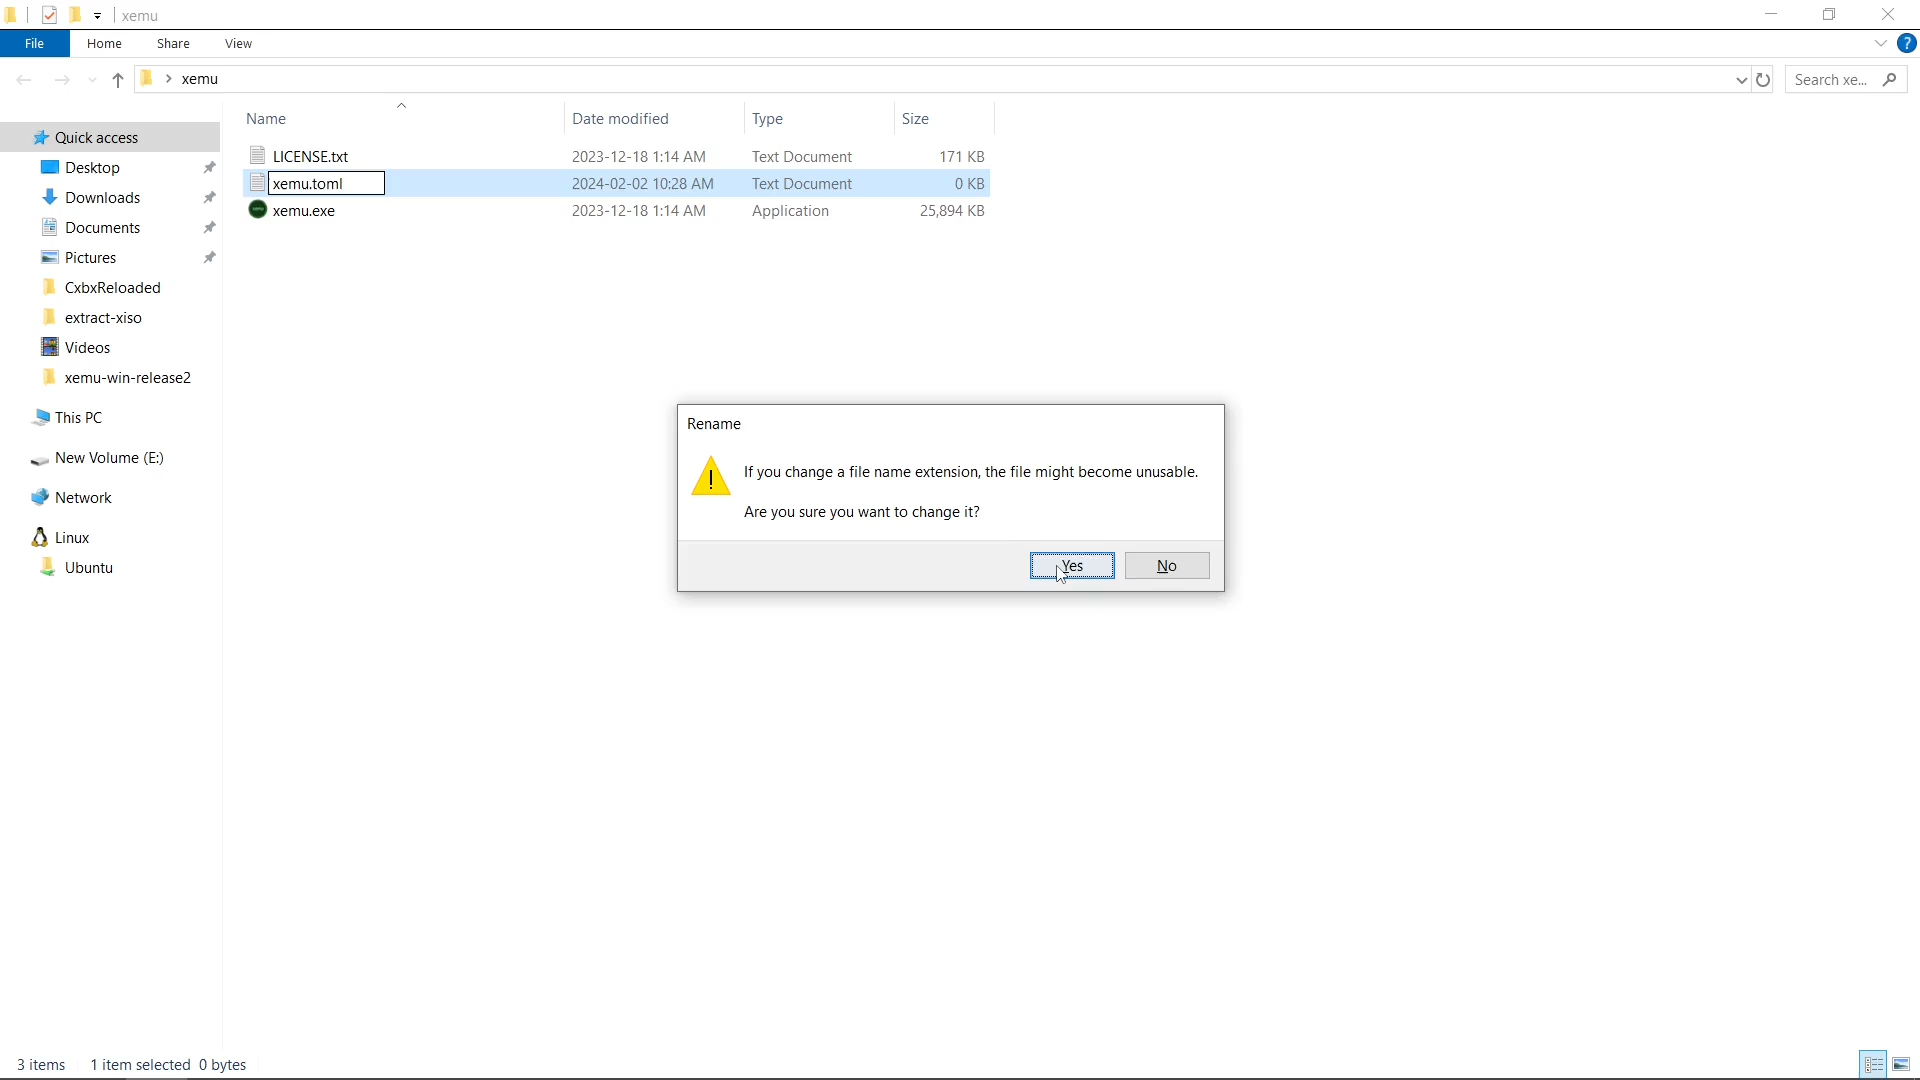 xemu
File Home Share View ?
xemu Search xe...
Name Date modified Type Size
Quick access
LICENSE.txt 2023-12-18 1:14 AM Text Document 171 KB
Desktop
xemu.toml 2024-02-02 10:28 AM Text Document 0 KB
Downloads
xemu.exe 2023-12-18 1:14 AM Application 25,894 KB
Documents
Pictures
CxbxReloaded
extract-xiso
Videos
xemu-win-release2
This PC
New Volume (E:)
Network
Linux
Ubuntu
Rename
If you change a file name extension, the file might become unusable.
Are you sure you want to change it?
Yes No
3 items 1 item selected 0 bytes